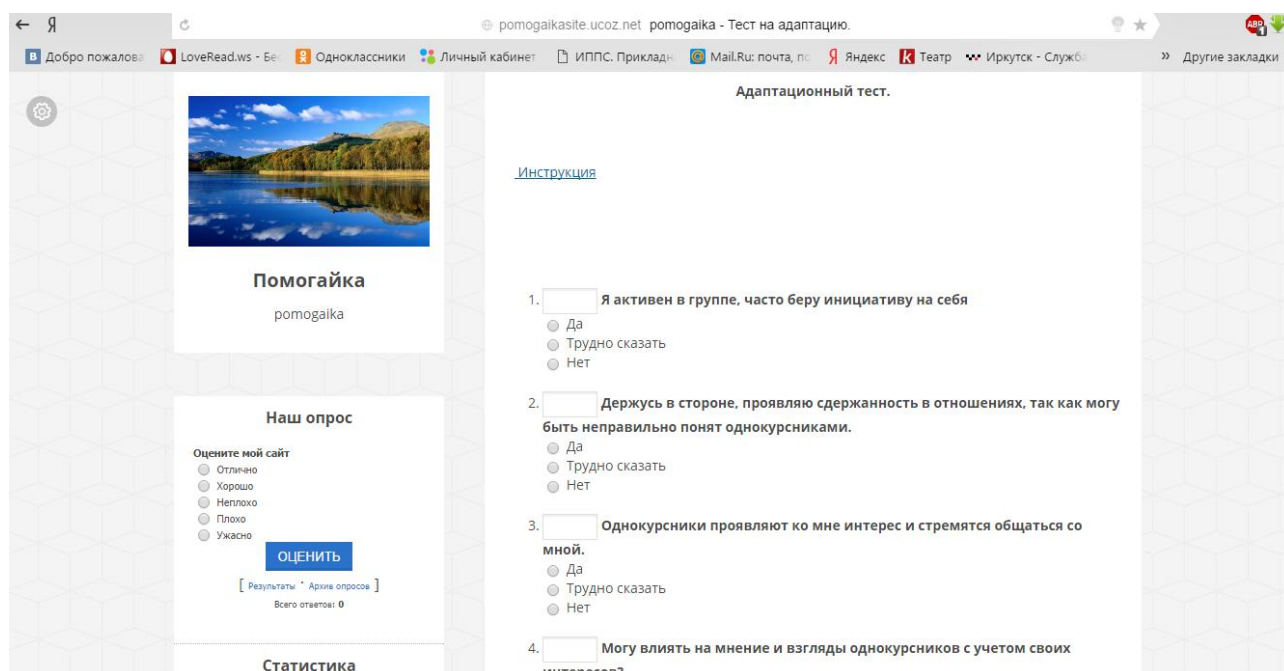 Я
pomogaikasite.ucoz.net pomogaika - Тест на адаптацию.
ABP
1
В Добро пожалова
LoveRead.ws - Бе
Одноклассники
Личный кабинет
ИППС. Прикладн
Mail.Ru: почта, по
Я Яндекс
К Театр
Иркутск - Служба
» Другие закладки
Помогайка
pomogaika
Наш опрос
Оцените мой сайт
Отлично
Хорошо
Неплохо
Плохо
Ужасно
ОЦЕНИТЬ
[ Результаты · Архив опросов ]
Всего ответов: 0
Статистика
Адаптационный тест.
Инструкция
1. Я активен в группе, часто беру инициативу на себя
Да
Трудно сказать
Нет
2. Держусь в стороне, проявляю сдержанность в отношениях, так как могу
быть неправильно понят однокурсниками.
Да
Трудно сказать
Нет
3. Однокурсники проявляют ко мне интерес и стремятся общаться со
мной.
Да
Трудно сказать
Нет
4. Могу влиять на мнение и взгляды однокурсников с учетом своих
интересов?